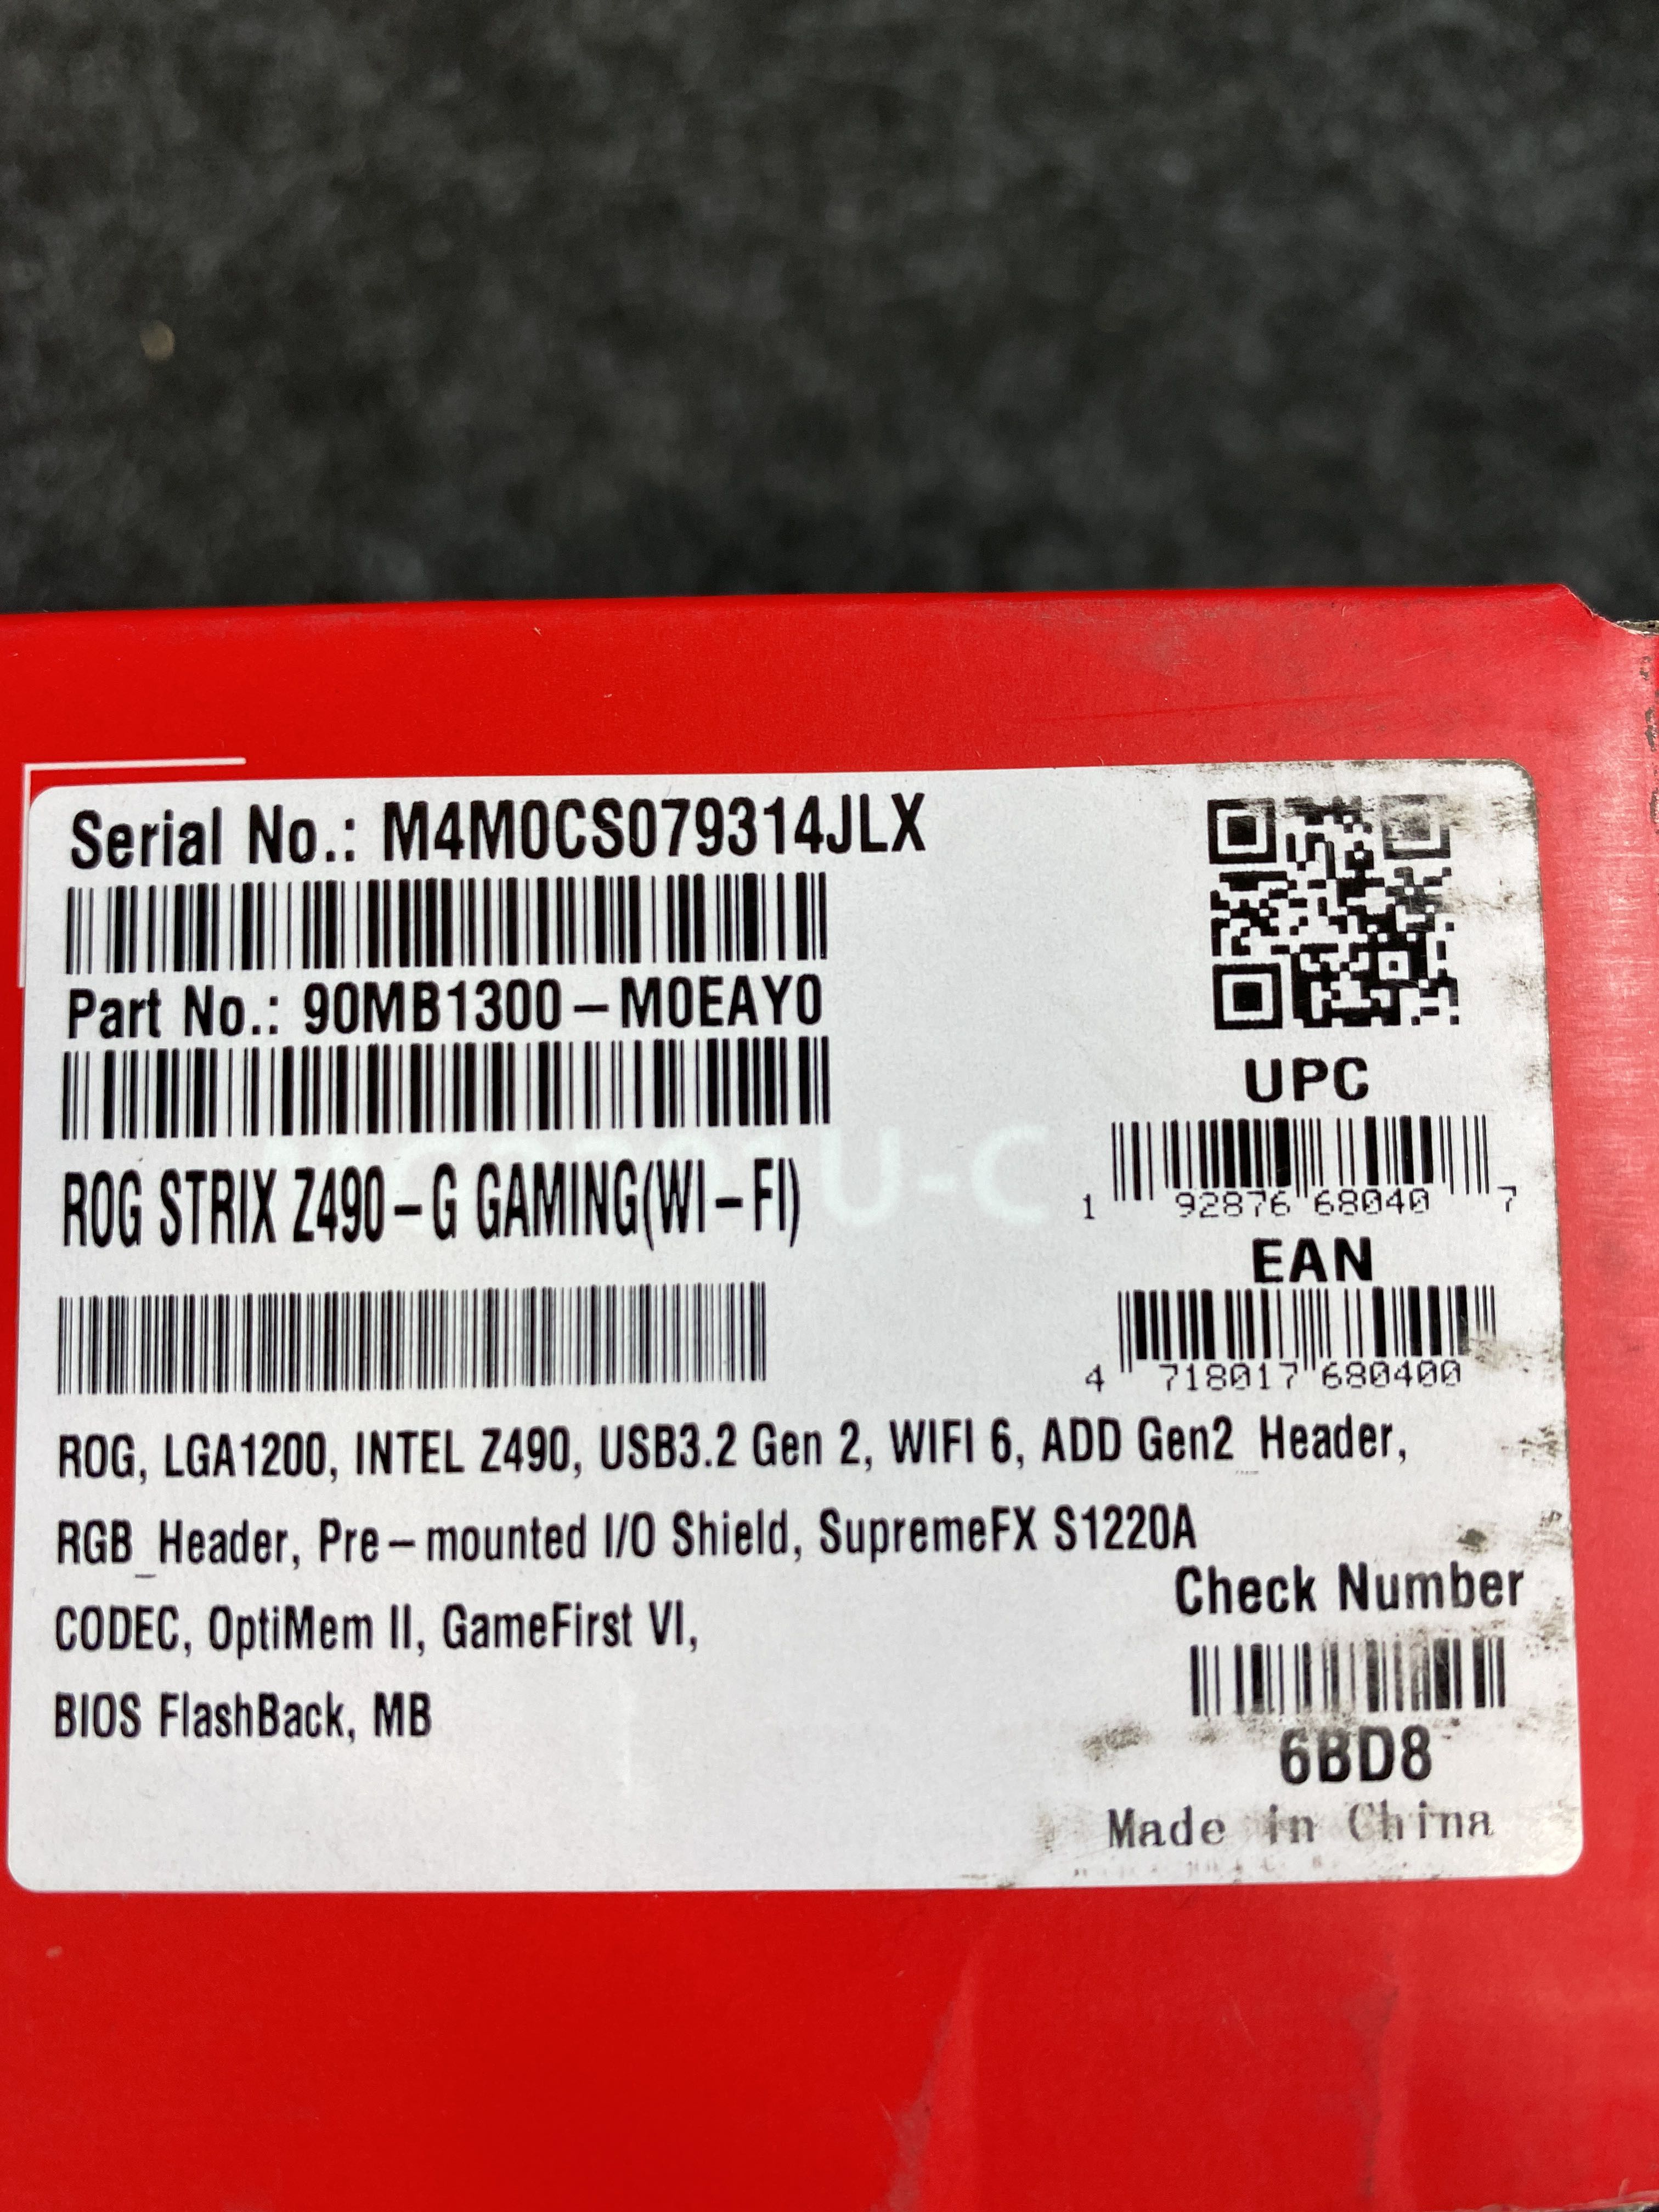 Serial No.: M4M0CS079314JLX
Part No.: 90MB1300-M0EAY0
ROG STRIX Z490-G GAMING(WI-FI)
UPC
1 92876 68040 7
EAN
4 718017 680400
ROG, LGA1200, INTEL Z490, USB3.2 Gen 2, WIFI 6, ADD Gen2_Header,
RGB_Header, Pre-mounted I/O Shield, SupremeFX S1220A
CODEC, OptiMem II, GameFirst VI,
BIOS FlashBack, MB
Check Number
6BD8
Made in China